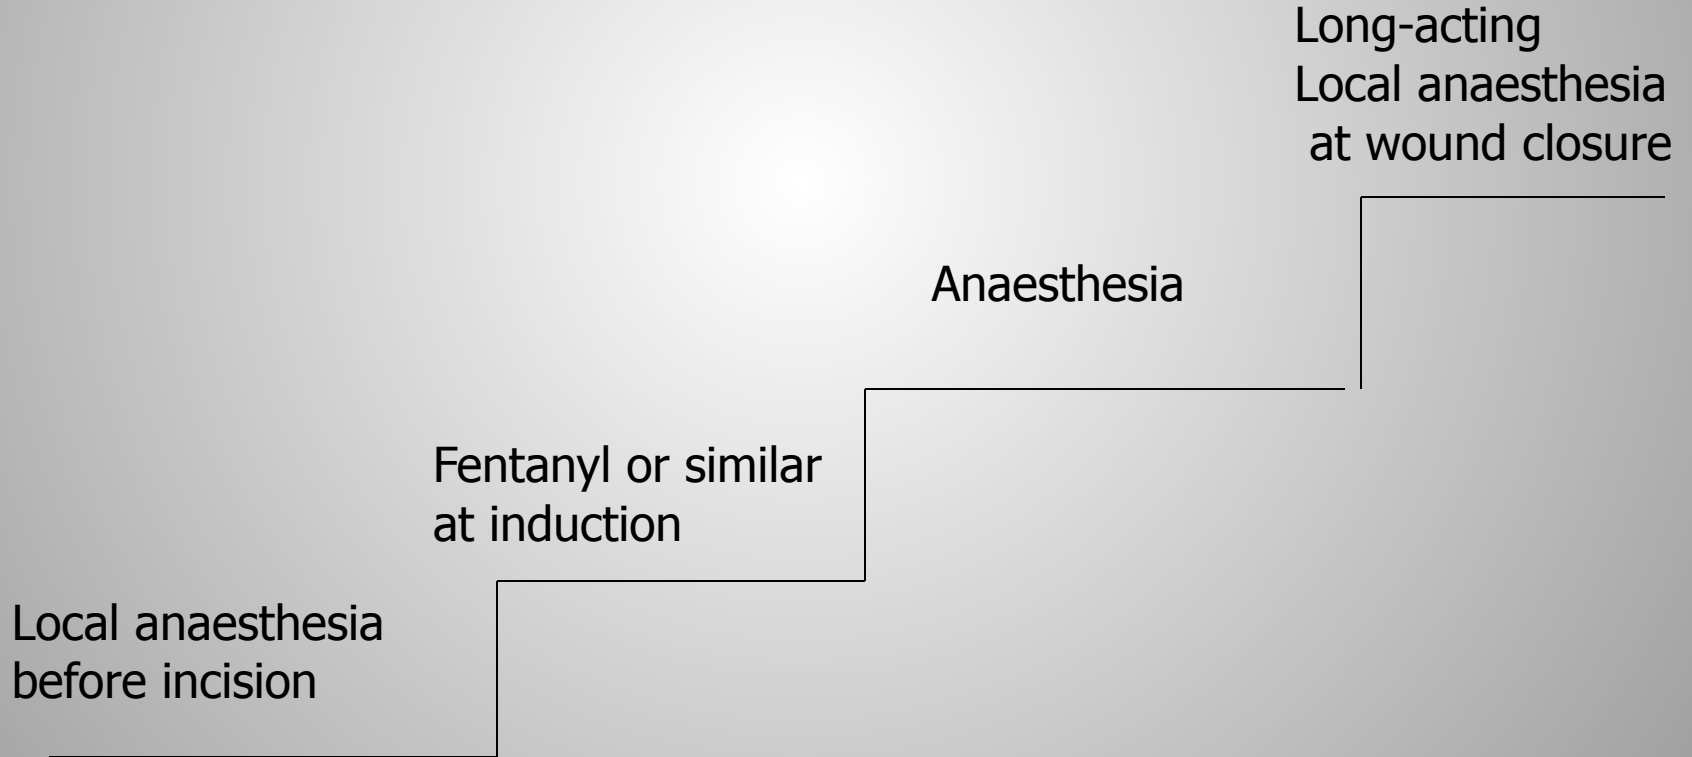 Long-acting
Local anaesthesia
at wound closure
Anaesthesia
Fentanyl or similar
at induction
Local anaesthesia
before incision